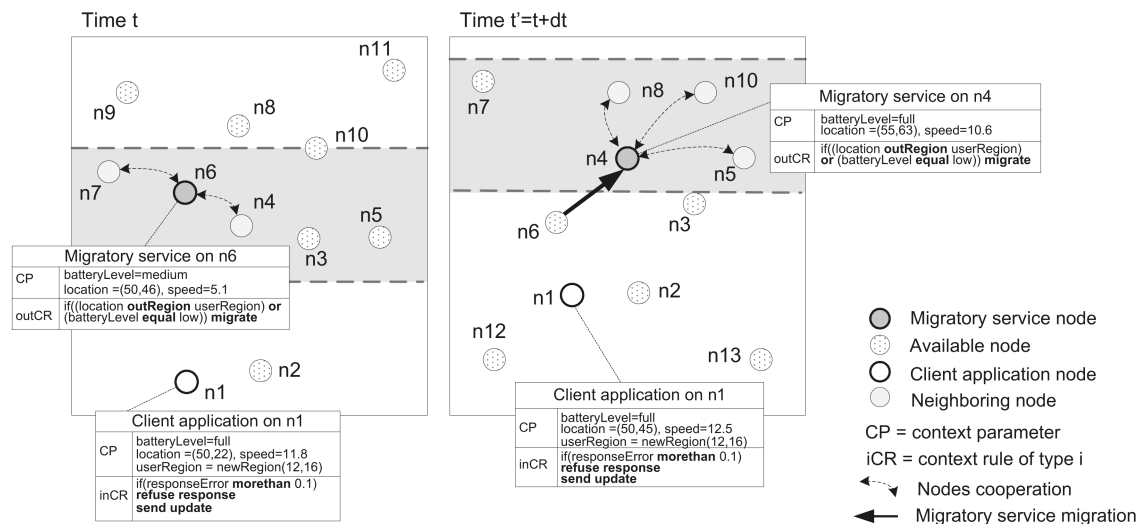 Time t
n11
n9
n8
n10
n7
n6
n4
n3
n5
Migratory service on n6
CP
batteryLevel=medium
location =(50,46), speed=5.1
outCR
if((location outRegion userRegion) or
(batteryLevel equal low)) migrate
n2
n1
Client application on n1
CP
batteryLevel=full
location =(50,22), speed=11.8
userRegion = newRegion(12,16)
inCR
if(responseError morethan 0.1)
refuse response
send update
Time t'=t+dt
n7
n8
n10
n4
n5
n6
n3
Migratory service on n4
CP
batteryLevel=full
location =(55,63), speed=10.6
outCR
if((location outRegion userRegion)
or (batteryLevel equal low)) migrate
n1
n2
n12
n13
Client application on n1
CP
batteryLevel=full
location =(50,45), speed=12.5
userRegion = newRegion(12,16)
inCR
if(responseError morethan 0.1)
refuse response
send update
Migratory service node
Available node
Client application node
Neighboring node
CP = context parameter
iCR = context rule of type i
Nodes cooperation
Migratory service migration